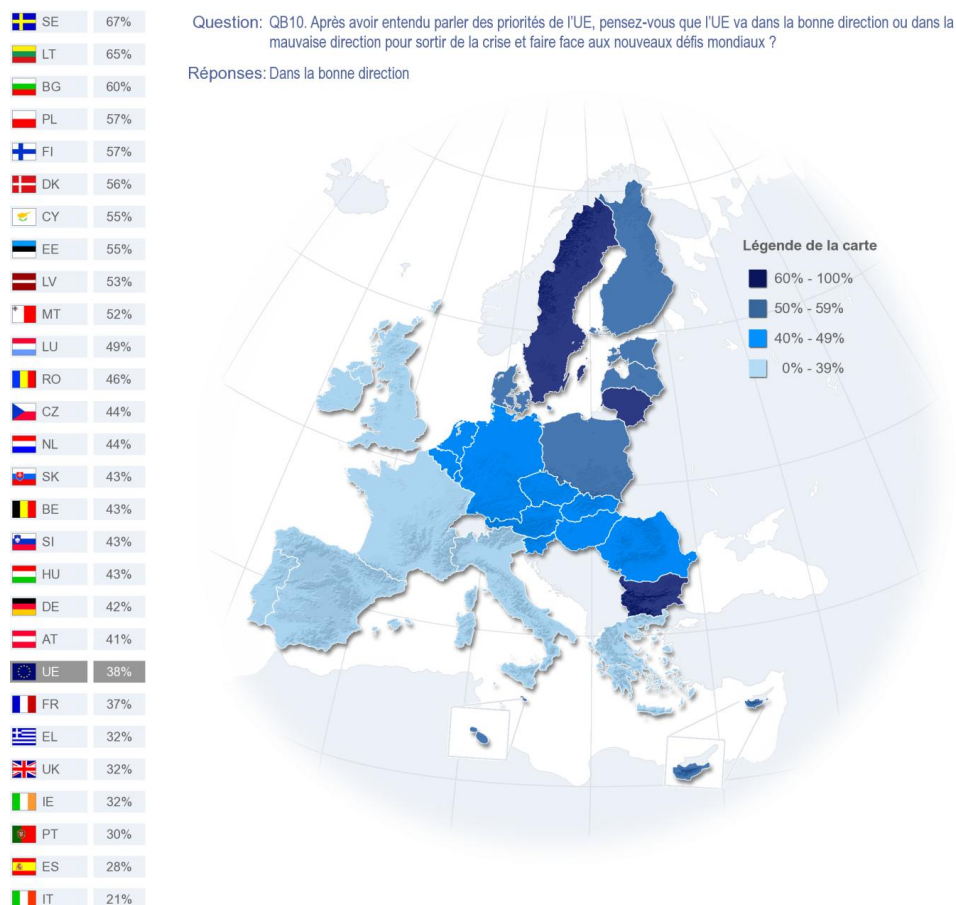 Question: QB10. Après avoir entendu parler des priorités de l'UE, pensez-vous que l'UE va dans la bonne direction ou dans la
mauvaise direction pour sortir de la crise et faire face aux nouveaux défis mondiaux ?
Réponses: Dans la bonne direction
SE 67%
LT 65%
BG 60%
PL 57%
FI 57%
DK 56%
CY 55%
EE 55%
LV 53%
MT 52%
LU 49%
RO 46%
CZ 44%
NL 44%
SK 43%
BE 43%
SI 43%
HU 43%
DE 42%
AT 41%
UE 38%
FR 37%
EL 32%
UK 32%
IE 32%
PT 30%
ES 28%
IT 21%
Légende de la carte
60% - 100%
50% - 59%
40% - 49%
0% - 39%